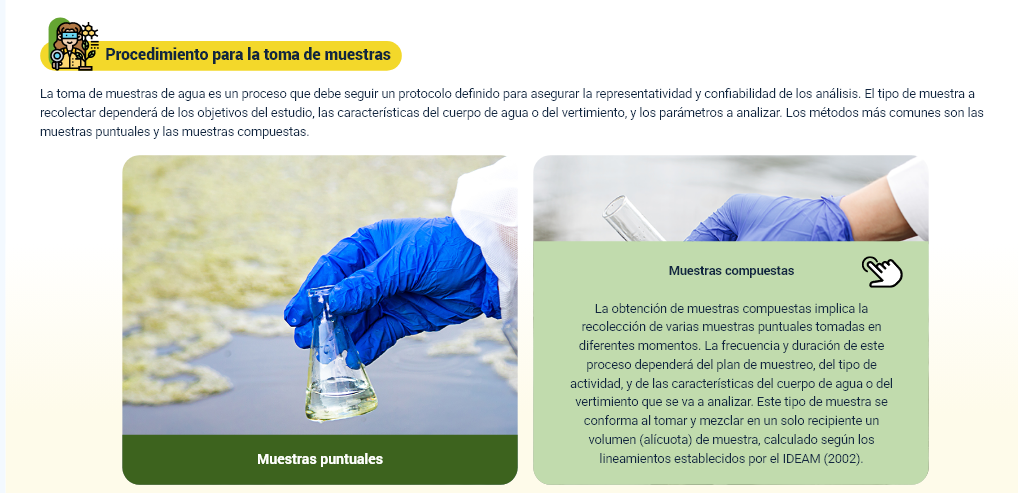 Procedimiento para la toma de muestras
La toma de muestras de agua es un proceso que debe seguir un protocolo definido para asegurar la representatividad y confiabilidad de los análisis. El tipo de muestra a
recolectar dependerá de los objetivos del estudio, las características del cuerpo de agua o del vertimiento, y los parámetros a analizar. Los métodos más comunes son las
muestras puntuales y las muestras compuestas.
Muestras puntuales
Muestras compuestas
La obtención de muestras compuestas implica la
recolección de varias muestras puntuales tomadas en
diferentes momentos. La frecuencia y duración de este
proceso dependerá del plan de muestreo, del tipo de
actividad, y de las características del cuerpo de agua o del
vertimiento que se va a analizar. Este tipo de muestra se
conforma al tomar y mezclar en un solo recipiente un
volumen (alícuota) de muestra, calculado según los
lineamientos establecidos por el IDEAM (2002).